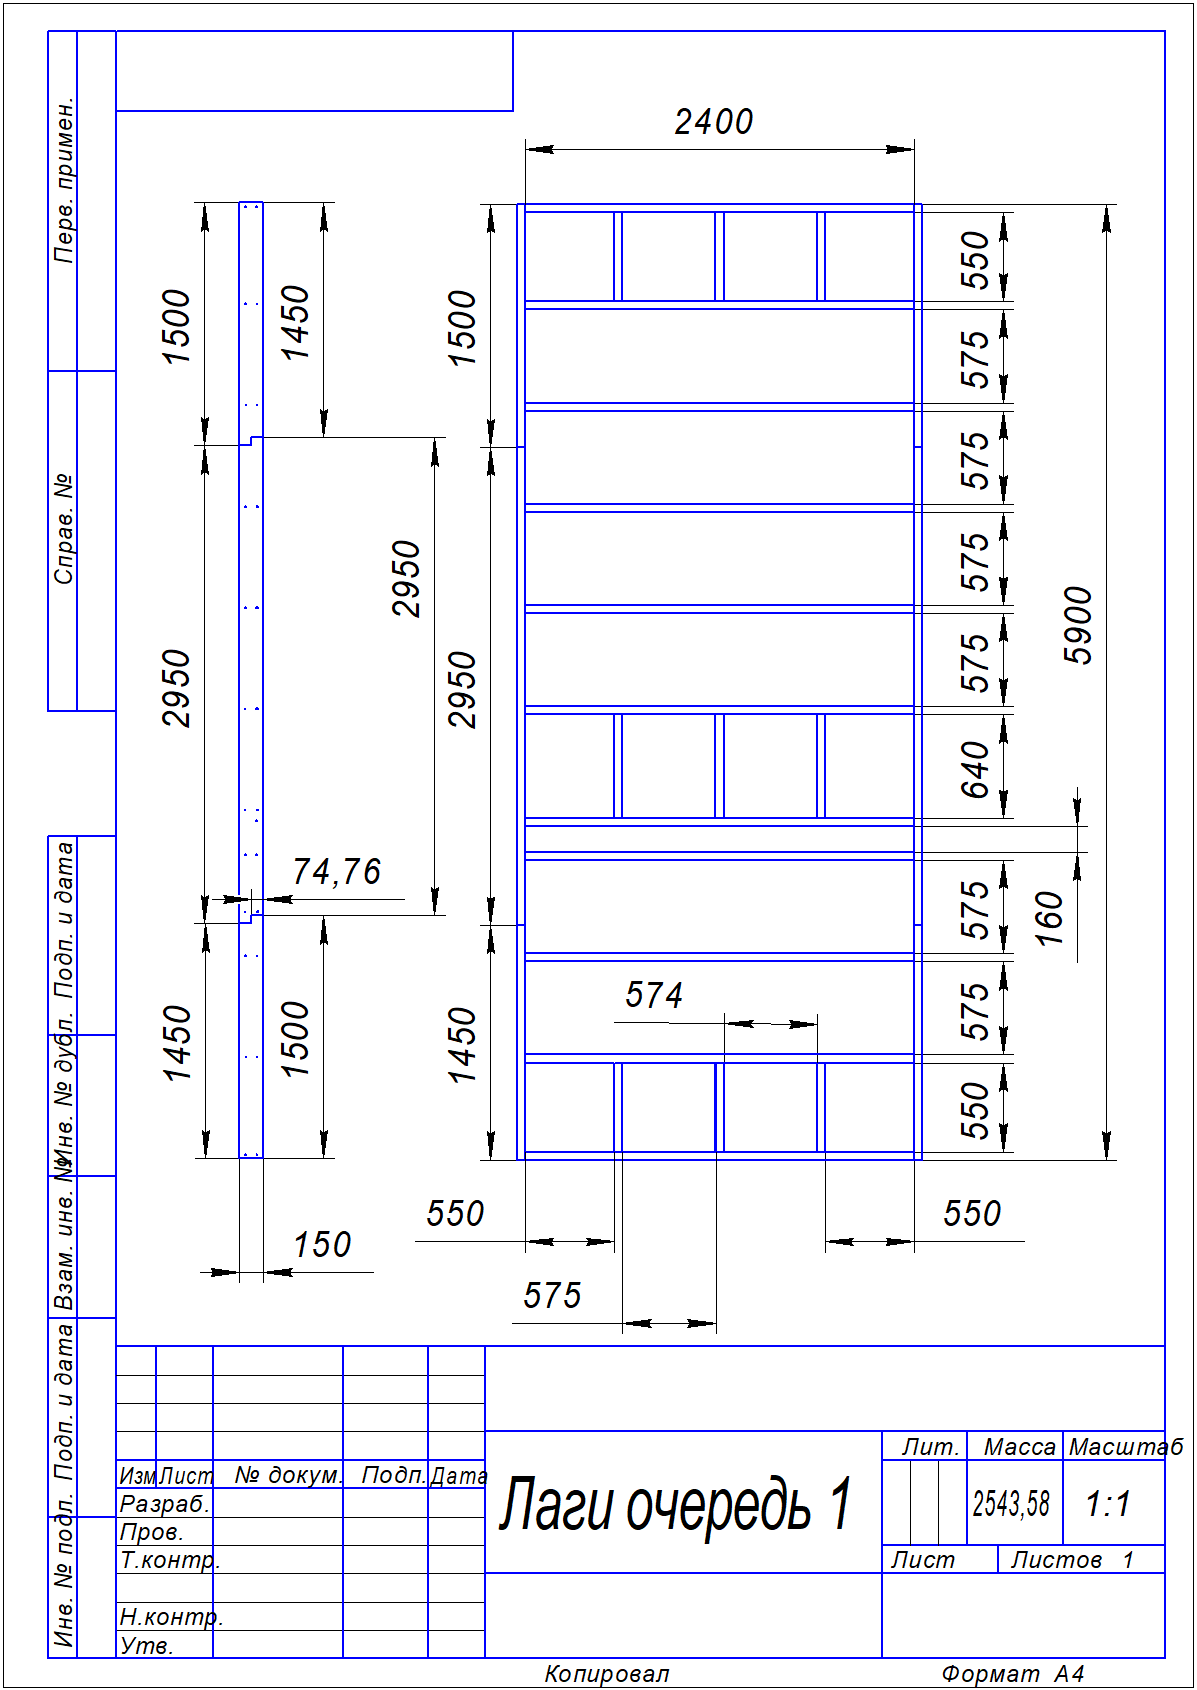 Перв. примен.
Справ. №
Подп. и дата
Инв. № дубл.
Взам. инв. №
Подп. и дата
Инв. № подл.
2400
1500
1450
2950
2950
74,76
1450
1500
150
1500
2950
1450
550
575
575
575
575
640
160
575
575
550
5900
574
550
550
575
Изм Лист № докум. Подп. Дата
Разраб.
Пров.
Т.контр.
Н.контр.
Утв.
Лаги очередь 1
Лит. Масса Масштаб
2543,58 1:1
Лист Листов 1
Копировал Формат А4